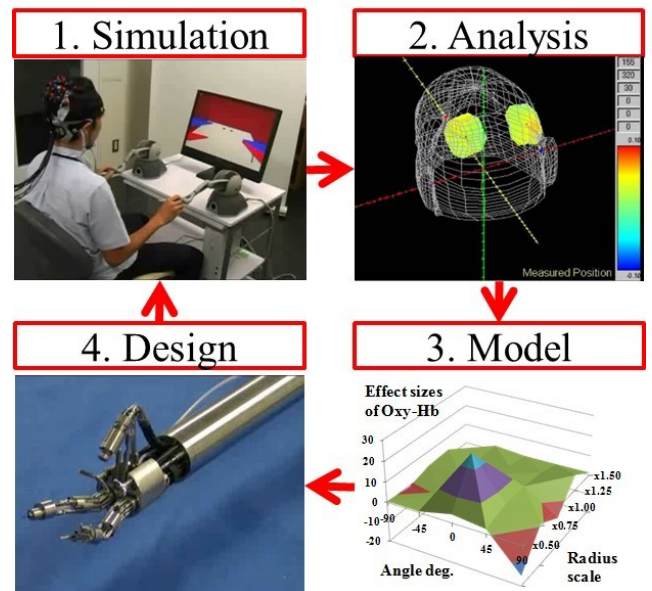 1. Simulation
2. Analysis
155
320
30
0
0
0
0.10
-0.10
Measured Position
4. Design
3. Model
Effect sizes
of Oxy-Hb
30
20
10
0
-10
-20
-90
-45
0
45
90
Angle deg.
x1.50
x1.25
x1.00
x0.75
x0.50
Radius
scale